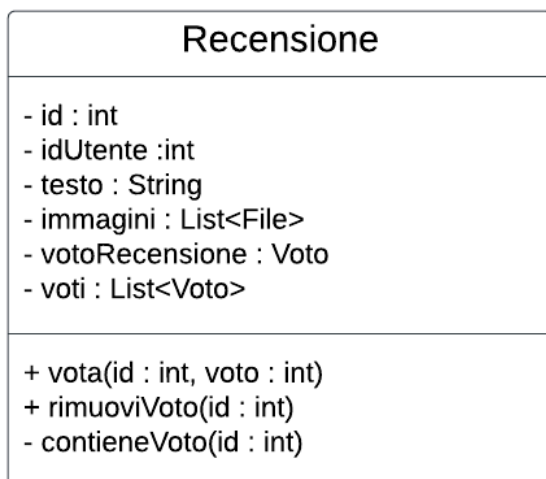 Recensione
- id : int
- idUtente :int
- testo : String
- immagini : List<File>
- votoRecensione : Voto
- voti : List<Voto>
+ vota(id : int, voto : int)
+ rimuoviVoto(id : int)
- contieneVoto(id : int)